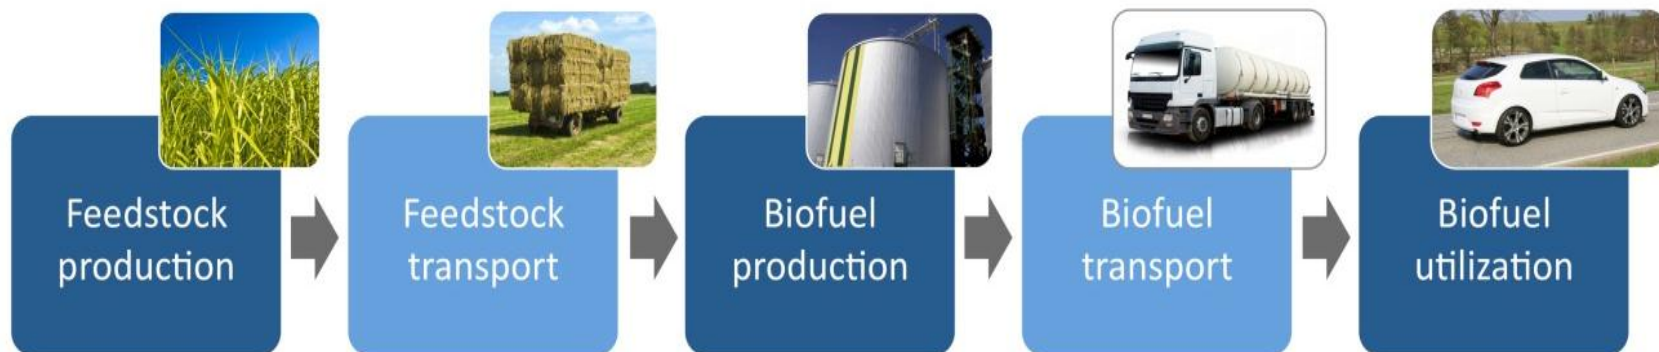 Feedstock
production
Feedstock
transport
Biofuel
production
Biofuel
transport
Biofuel
utilization